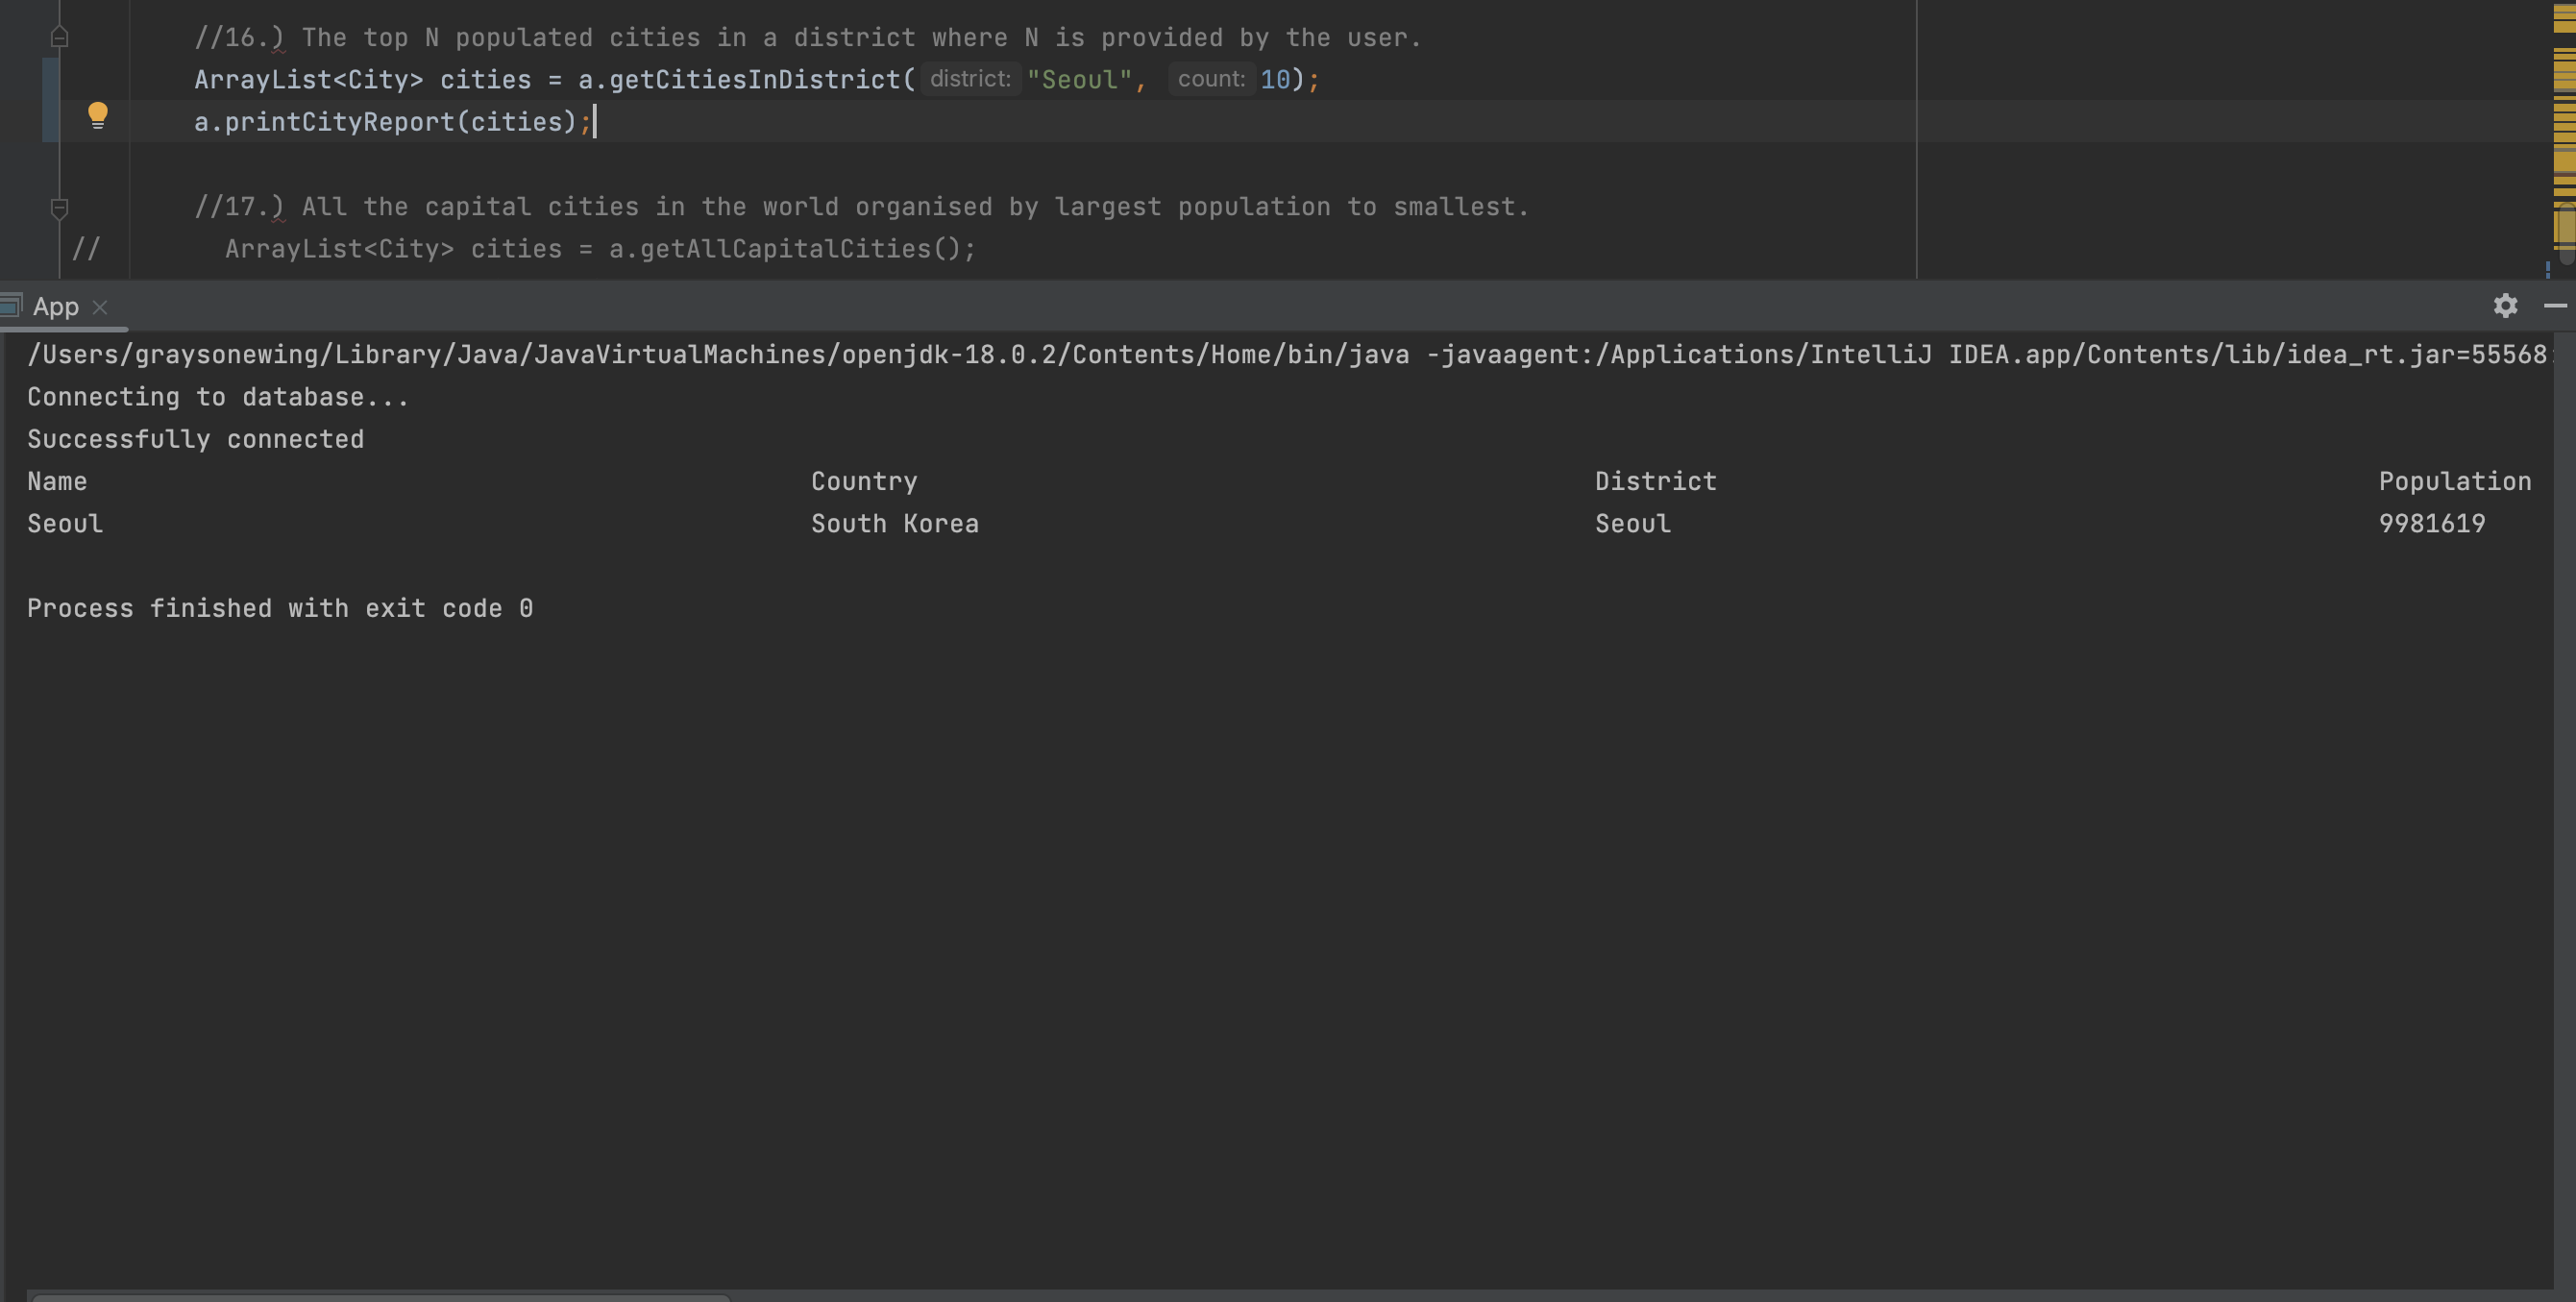 //16.) The top N populated cities in a district where N is provided by the user.
ArrayList<City> cities = a.getCitiesInDistrict( district: "Seoul", count: 10);
a.printCityReport(cities);
//17.) All the capital cities in the world organised by largest population to smallest.
// ArrayList<City> cities = a.getAllCapitalCities();
App
/Users/graysonewing/Library/Java/JavaVirtualMachines/openjdk-18.0.2/Contents/Home/bin/java -javaagent:/Applications/IntelliJ IDEA.app/Contents/lib/idea_rt.jar=55568:
Connecting to database...
Successfully connected
Name Country District Population
Seoul South Korea Seoul 9981619
Process finished with exit code 0